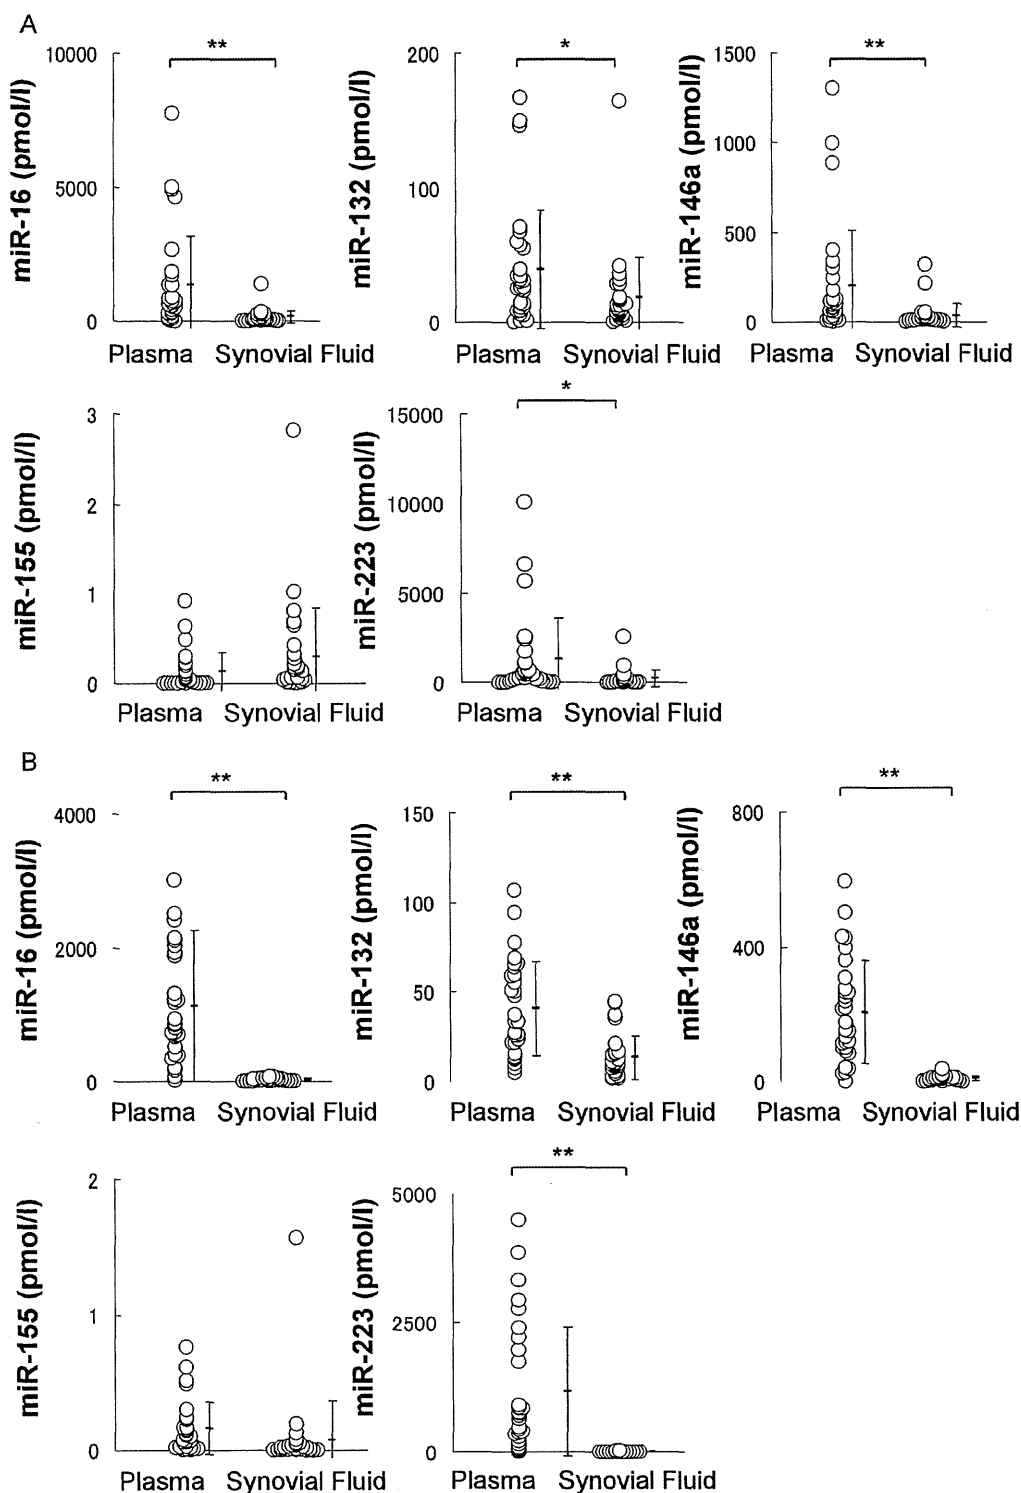 A
miR-16 (pmol/l)
10000
5000
0
**
Plasma Synovial Fluid
miR-132 (pmol/l)
200
100
0
*
Plasma Synovial Fluid
miR-146a (pmol/l)
1500
1000
500
0
**
Plasma Synovial Fluid
miR-155 (pmol/l)
3
2
1
0
Plasma Synovial Fluid
miR-223 (pmol/l)
15000
10000
5000
0
*
Plasma Synovial Fluid
B
miR-16 (pmol/l)
4000
2000
0
**
Plasma Synovial Fluid
miR-132 (pmol/l)
150
100
50
0
**
Plasma Synovial Fluid
miR-146a (pmol/l)
800
400
0
**
Plasma Synovial Fluid
miR-155 (pmol/l)
2
1
0
Plasma Synovial Fluid
miR-223 (pmol/l)
5000
2500
0
**
Plasma Synovial Fluid